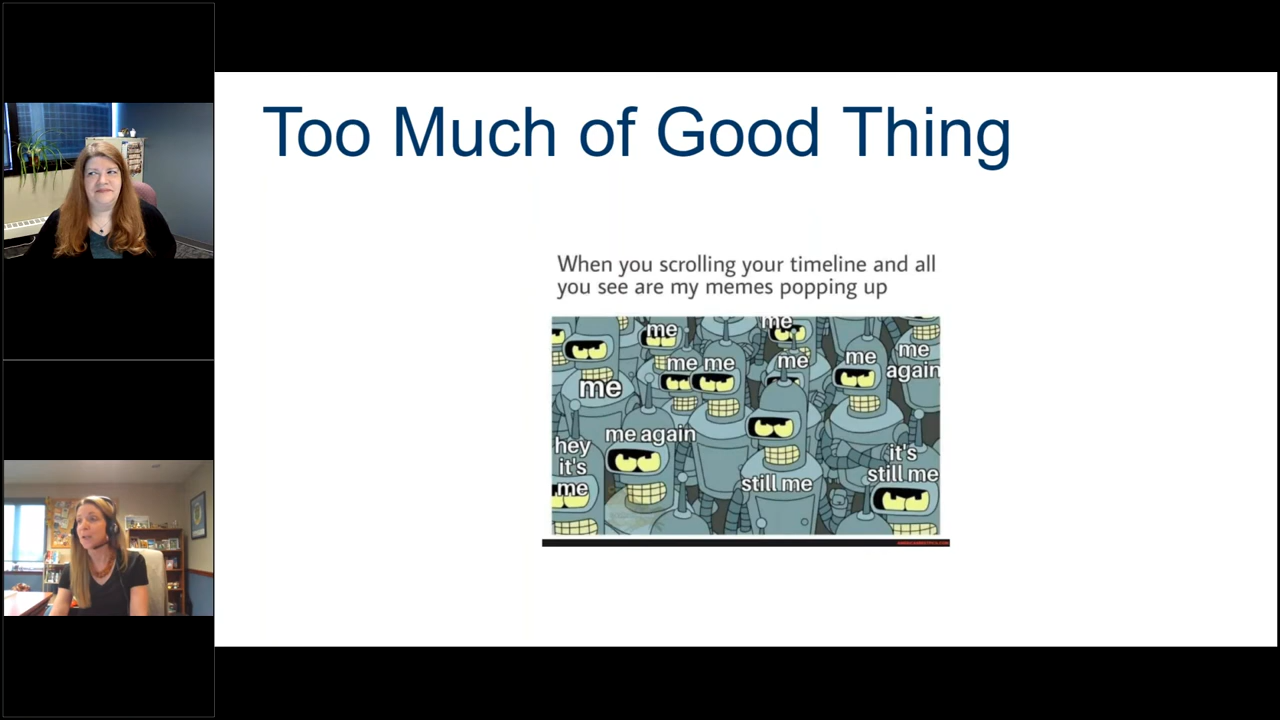 Too Much of Good Thing
When you scrolling your timeline and all
you see are my memes popping up
me
me
me me
me
me
me
again
me
me again
hey
it's
me
still me
it's
still me